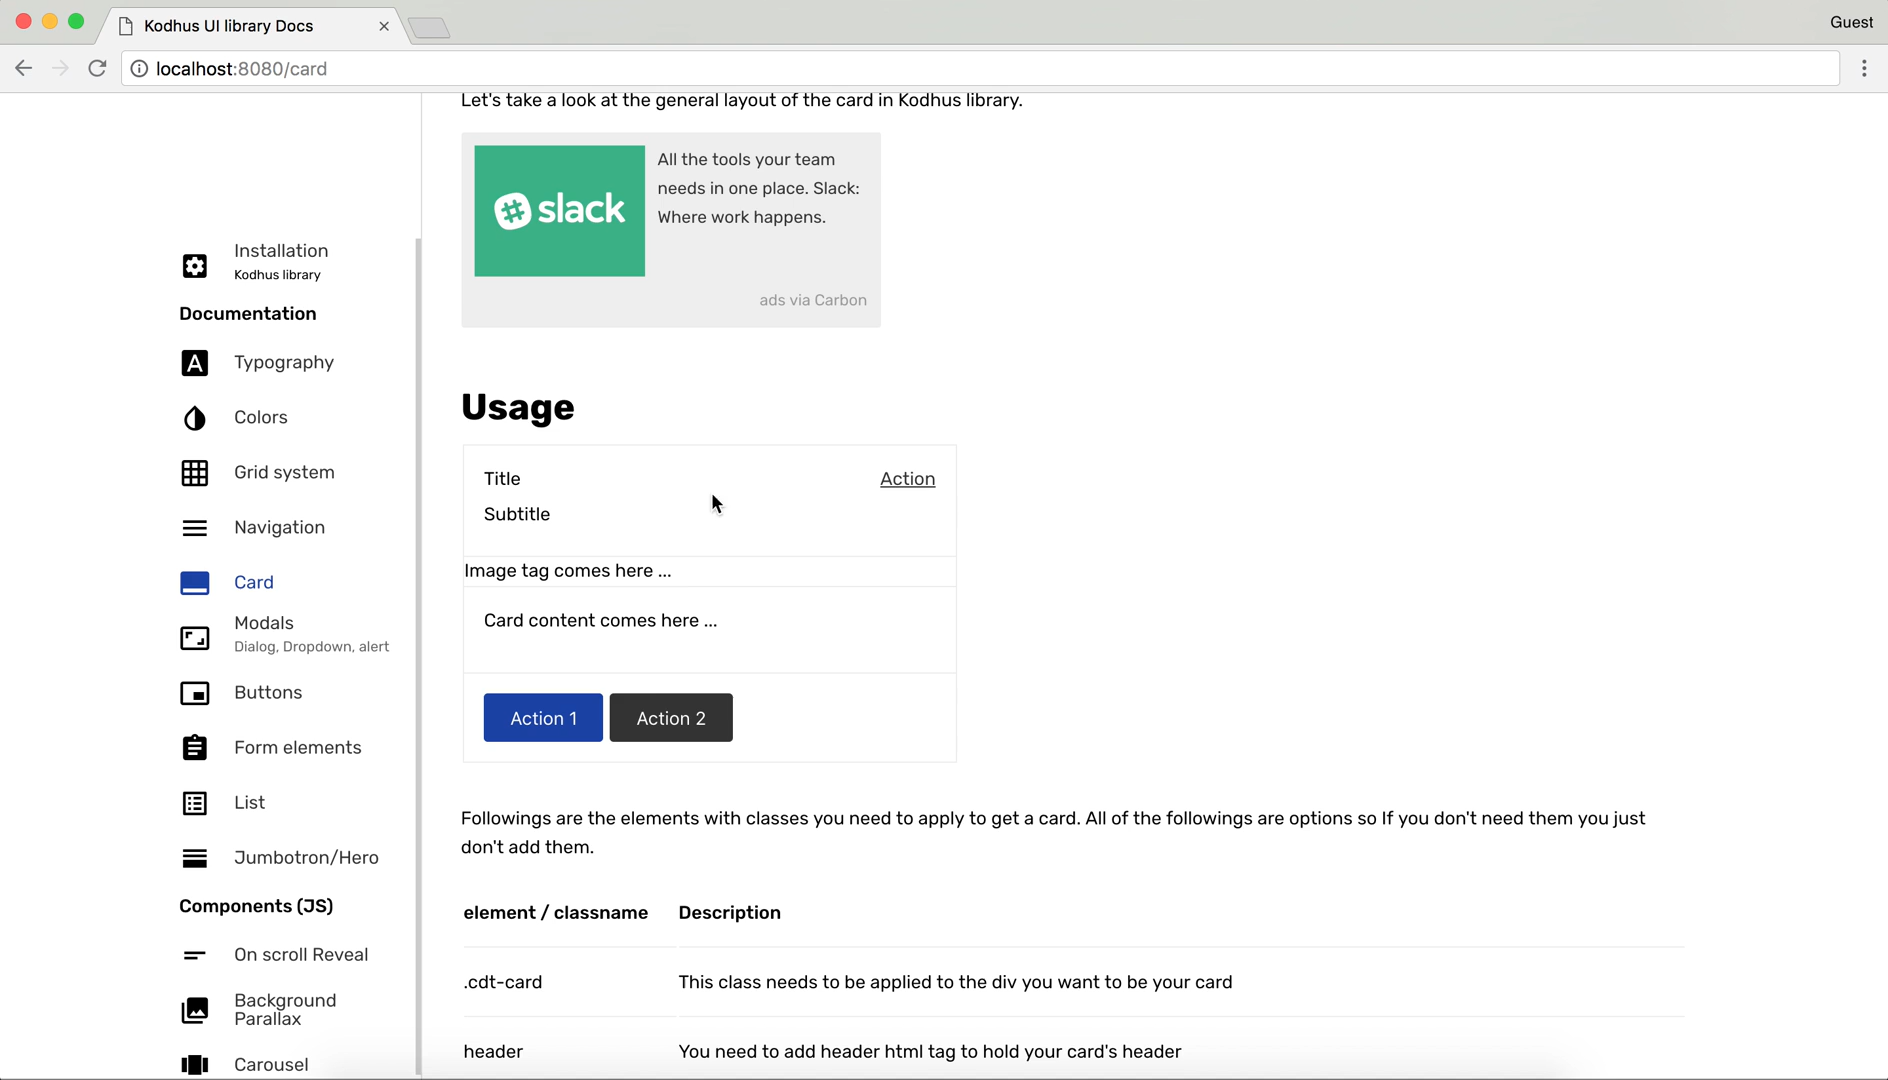 Kodhus UI library Docs
Guest
localhost:8080/card
Let's take a look at the general layout of the card in Kodhus library.
slack
All the tools your team
needs in one place. Slack:
Where work happens.
ads via Carbon
Installation
Kodhus library
Documentation
Typography
Colors
Grid system
Navigation
Card
Modals
Dialog, Dropdown, alert
Buttons
Form elements
List
Jumbotron/Hero
Components (JS)
On scroll Reveal
Background
Parallax
Carousel
Usage
Title
Action
Subtitle
Image tag comes here ...
Card content comes here ...
Action 1
Action 2
Followings are the elements with classes you need to apply to get a card. All of the followings are options so If you don't need them you just
don't add them.
element / classname
Description
.cdt-card
This class needs to be applied to the div you want to be your card
header
You need to add header html tag to hold your card's header